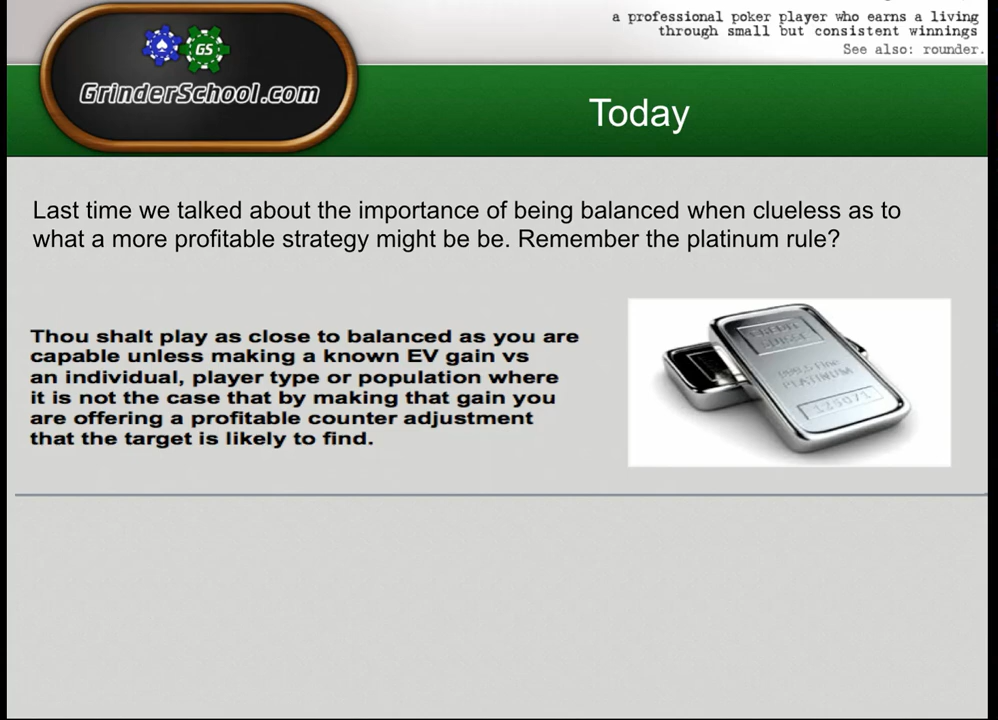 a professional poker player who earns a living
through small but consistent winnings
See also: rounder.
GS
GrinderSchool.com
Today
Last time we talked about the importance of being balanced when clueless as to
what a more profitable strategy might be be. Remember the platinum rule?
Thou shalt play as close to balanced as you are
capable unless making a known EV gain vs
an individual, player type or population where
it is not the case that by making that gain you
are offering a profitable counter adjustment
that the target is likely to find.
CREDIT
SUISSE
PLATINUM